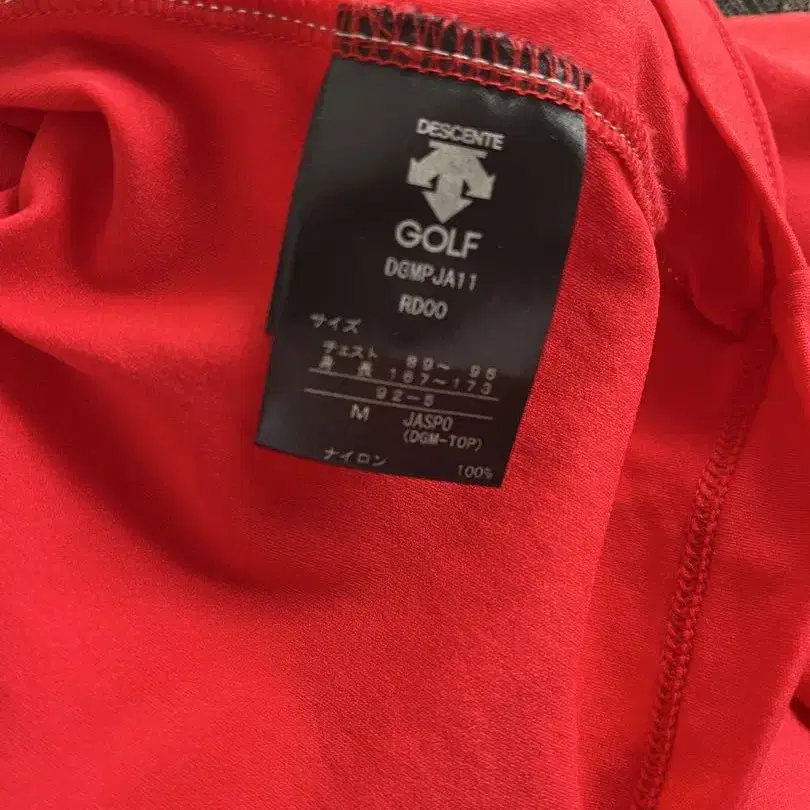 DESCENTE
GOLF
DGMPJA11
RD00
サイズ
チェスト 89～ 95
身 長 167～173
92-5
M JASPO
(DGM-TOP)
ナイロン 100%